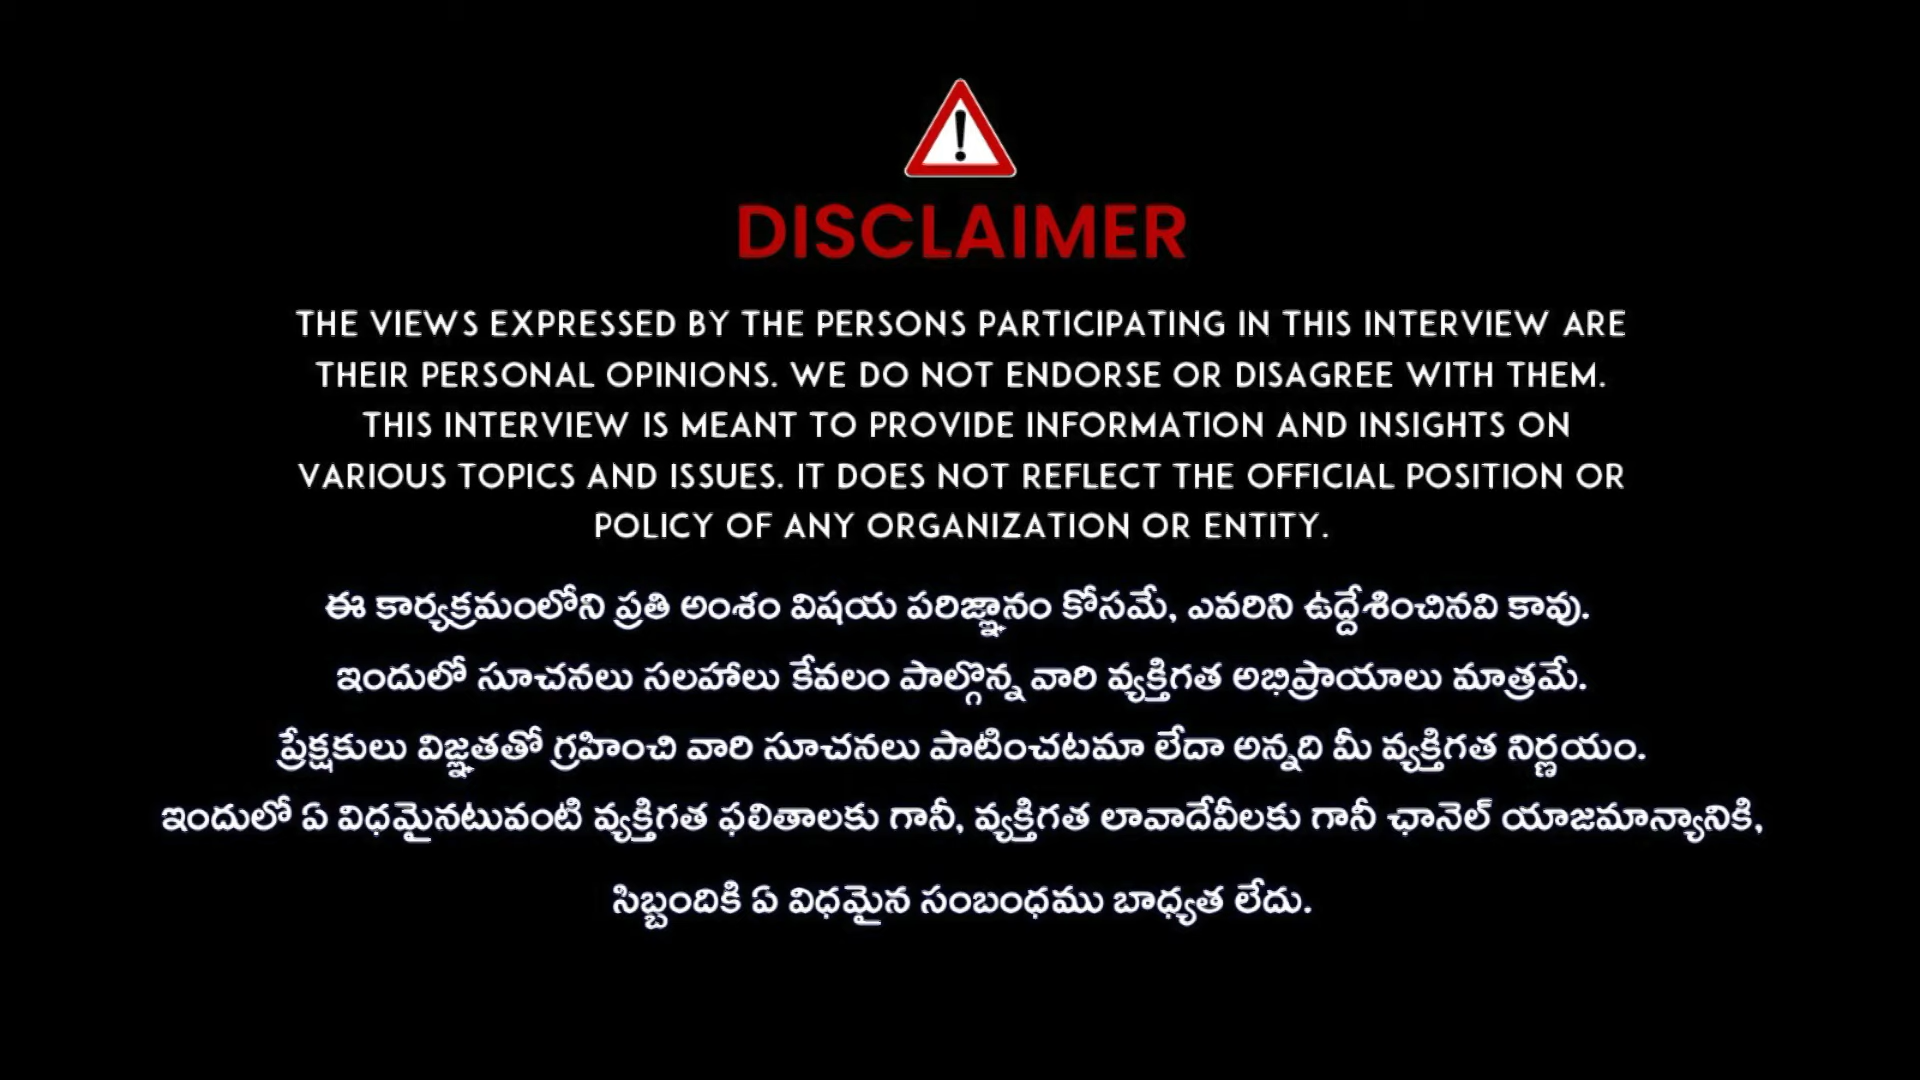 DISCLAIMER
THE VIEWS EXPRESSED BY THE PERSONS PARTICIPATING IN THIS INTERVIEW ARE
THEIR PERSONAL OPINIONS. WE DO NOT ENDORSE OR DISAGREE WITH THEM.
THIS INTERVIEW IS MEANT TO PROVIDE INFORMATION AND INSIGHTS ON
VARIOUS TOPICS AND ISSUES. IT DOES NOT REFLECT THE OFFICIAL POSITION OR
POLICY OF ANY ORGANIZATION OR ENTITY.
ఈ కార్యక్రమంలోని ప్రతి అంశం విషయ పరిజ్ఞానం కోసమే, ఎవరిని ఉద్దేశించినవి కావు.
ఇందులో సూచనలు సలహాలు కేవలం పాల్గొన్న వారి వ్యక్తిగత అభిప్రాయాలు మాత్రమే.
ప్రేక్షకులు విజ్ఞతతో గ్రహించి వారి సూచనలు పాటించటమా లేదా అన్నది మీ వ్యక్తిగత నిర్ణయం.
ఇందులో ఏ విధమైనటువంటి వ్యక్తిగత ఫలితాలకు గానీ, వ్యక్తిగత లావాదేవీలకు గానీ ఛానెల్ యాజమాన్యానికి,
సిబ్బందికి ఏ విధమైన సంబంధము బాధ్యత లేదు.